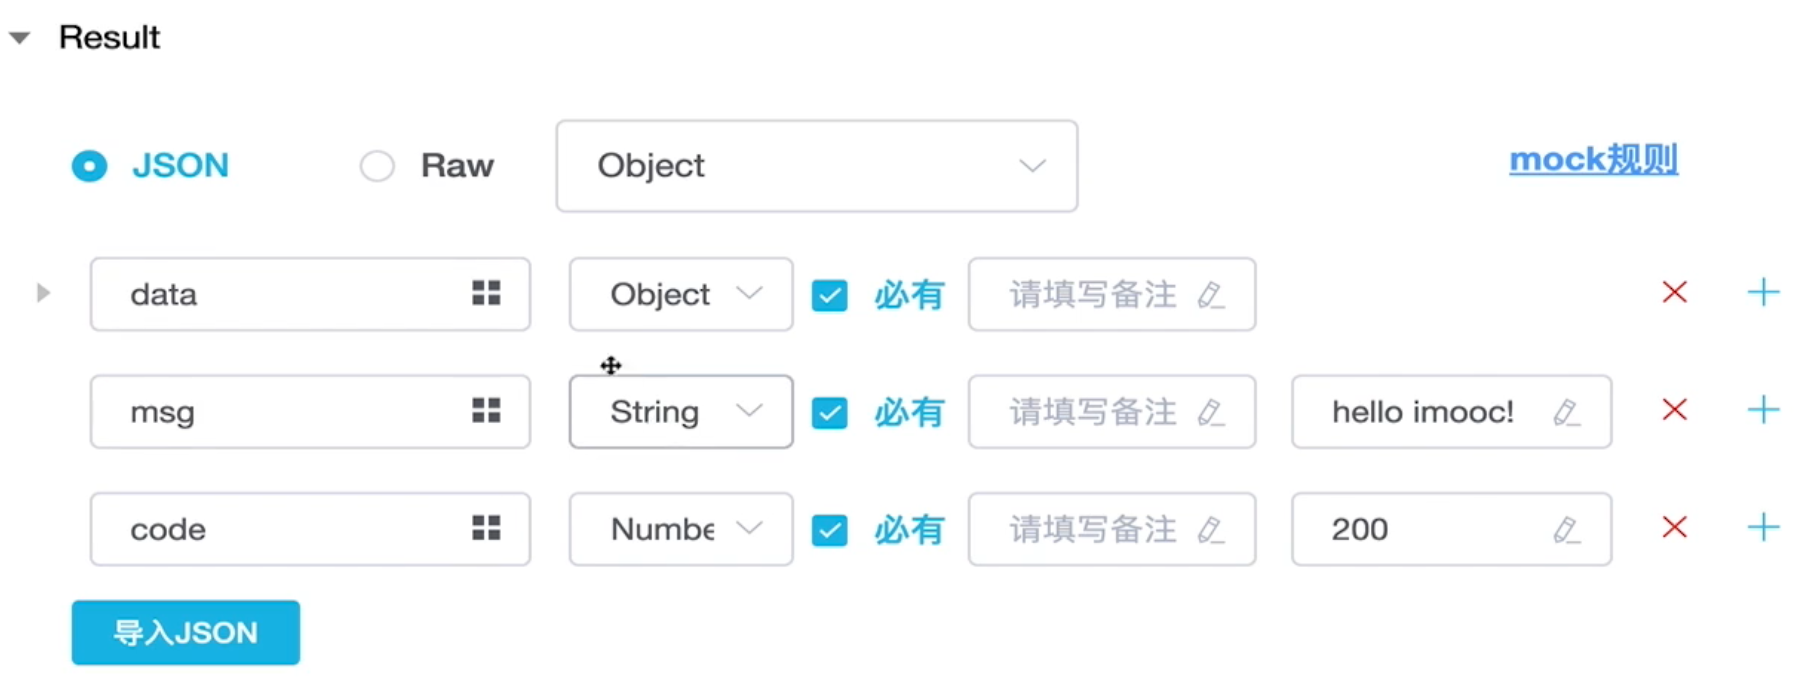 Result
JSON Raw Object mock规则
data Object 必有 请填写备注
msg String 必有 请填写备注 hello imooc!
code Numbe 必有 请填写备注 200
导入JSON